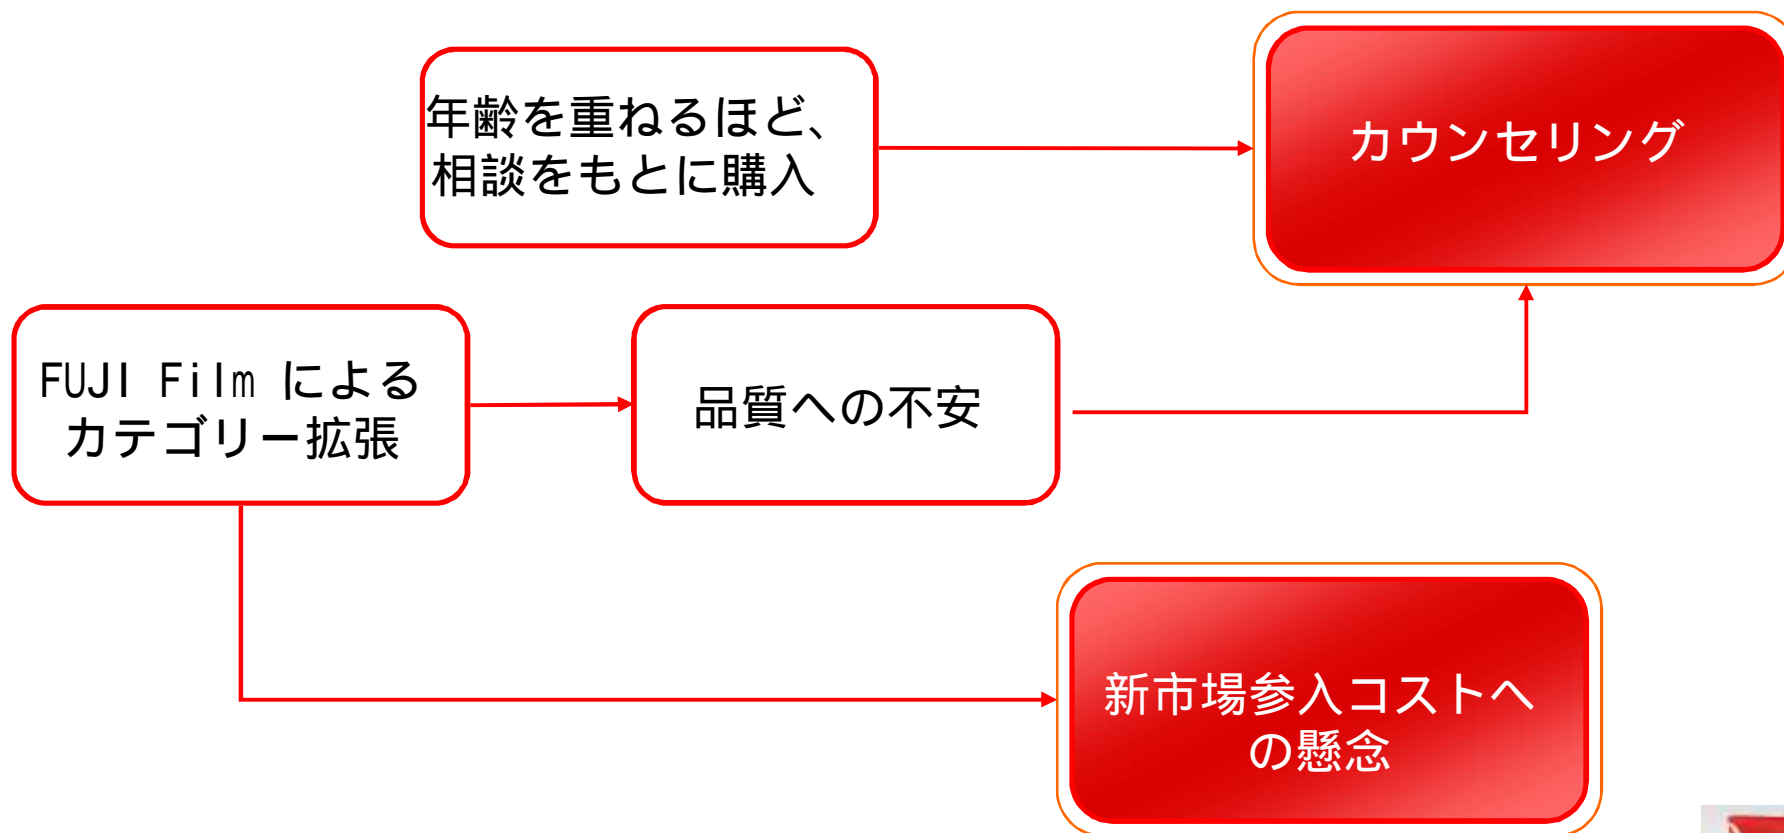 年齢を重ねるほど、
相談をもとに購入
カウンセリング
FUJI Film による
カテゴリー拡張
品質への不安
新市場参入コストへ
の懸念